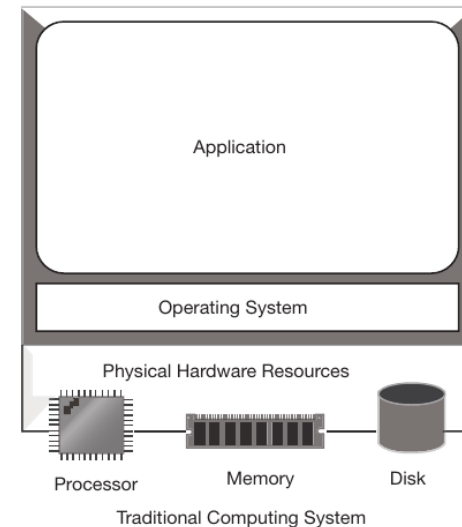 Application
Operating System
Physical Hardware Resources
Processor
Memory
Disk
Traditional Computing System